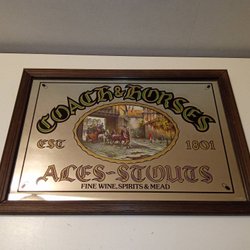 COACH & HORSES
EST 1801
ALES-STOUTS
FINE WINE, SPIRITS & MEAD